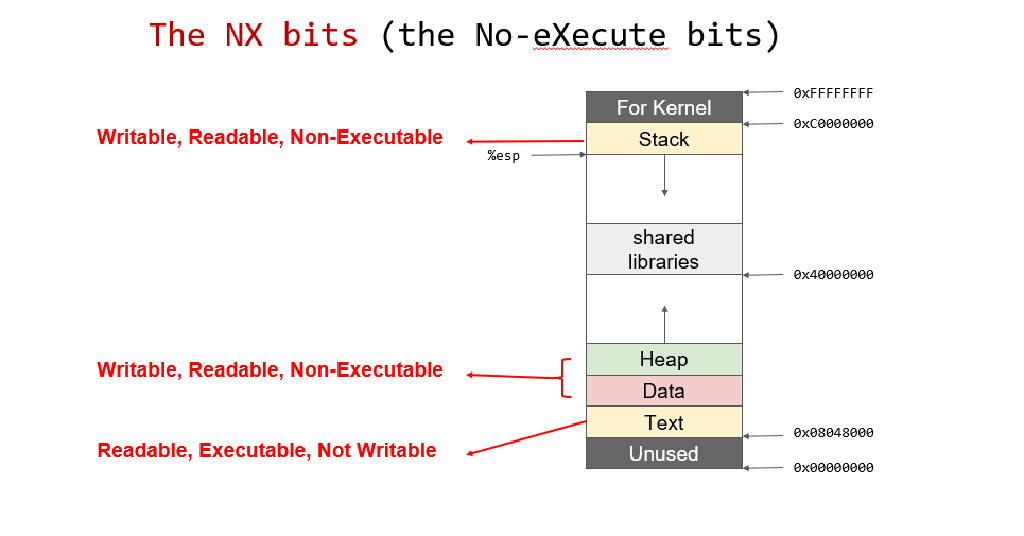 The NX bits (the No-eXecute bits)
0xFFFFFFFF
For Kernel
0xC0000000
Writable, Readable, Non-Executable
Stack
%esp
shared
libraries
0x40000000
Heap
Writable, Readable, Non-Executable
Data
Text
0x08048000
Readable, Executable, Not Writable
Unused
0x00000000